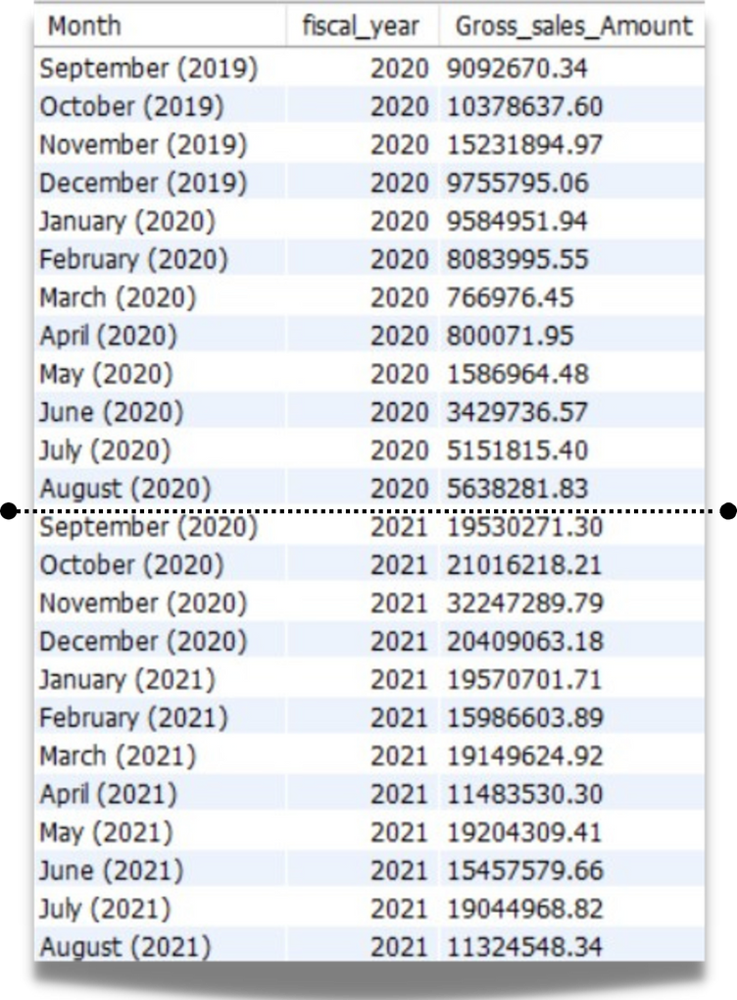 Month fiscal_year Gross_sales_Amount
September (2019) 2020 9092670.34
October (2019) 2020 10378637.60
November (2019) 2020 15231894.97
December (2019) 2020 9755795.06
January (2020) 2020 9584951.94
February (2020) 2020 8083995.55
March (2020) 2020 766976.45
April (2020) 2020 800071.95
May (2020) 2020 1586964.48
June (2020) 2020 3429736.57
July (2020) 2020 5151815.40
August (2020) 2020 5638281.83
September (2020) 2021 19530271.30
October (2020) 2021 21016218.21
November (2020) 2021 32247289.79
December (2020) 2021 20409063.18
January (2021) 2021 19570701.71
February (2021) 2021 15986603.89
March (2021) 2021 19149624.92
April (2021) 2021 11483530.30
May (2021) 2021 19204309.41
June (2021) 2021 15457579.66
July (2021) 2021 19044968.82
August (2021) 2021 11324548.34